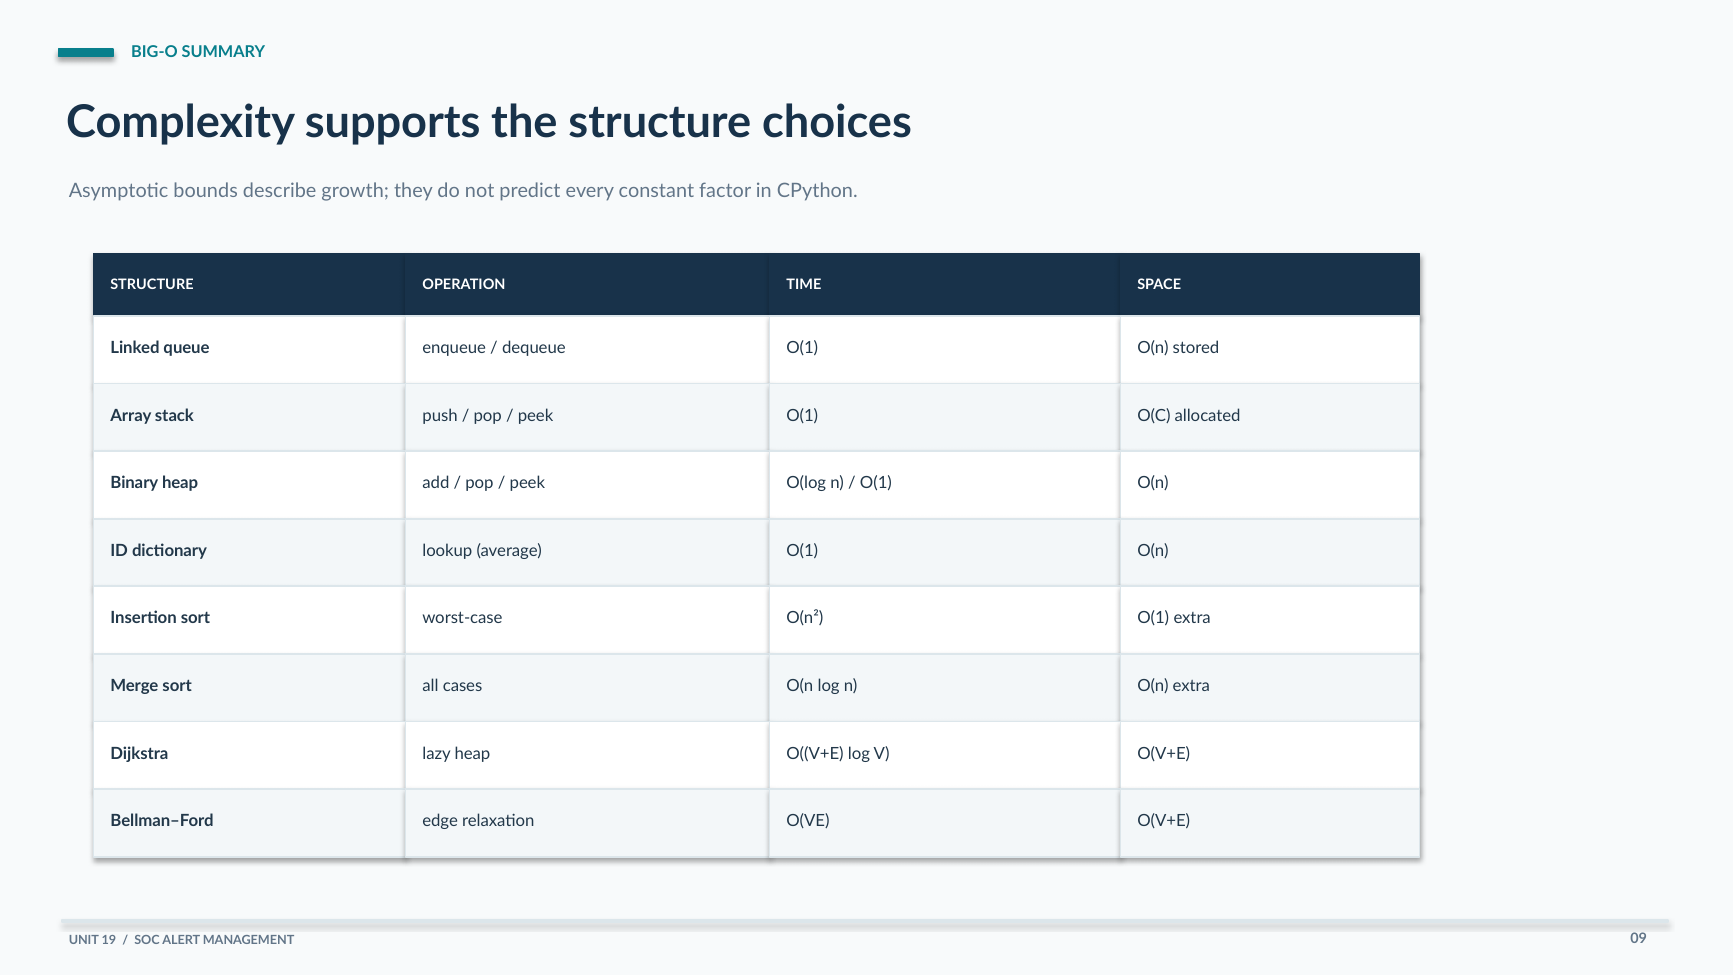 BIG-O SUMMARY
Complexity supports the structure choices
Asymptotic bounds describe growth; they do not predict every constant factor in CPython.
STRUCTURE OPERATION TIME SPACE
Linked queue enqueue / dequeue O(1) O(n) stored
Array stack push / pop / peek O(1) O(C) allocated
Binary heap add / pop / peek O(log n) / O(1) O(n)
ID dictionary lookup (average) O(1) O(n)
Insertion sort worst-case O(n²) O(1) extra
Merge sort all cases O(n log n) O(n) extra
Dijkstra lazy heap O((V+E) log V) O(V+E)
Bellman–Ford edge relaxation O(VE) O(V+E)
UNIT 19 / SOC ALERT MANAGEMENT 09